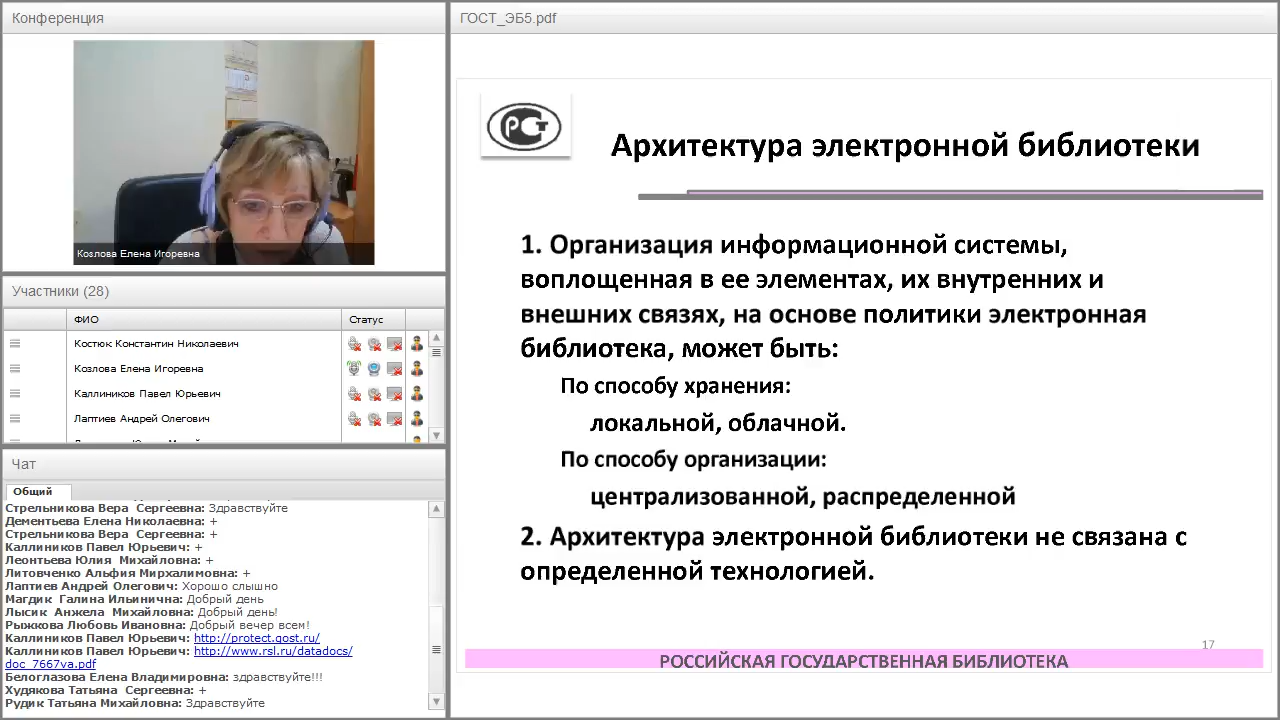 Конференция
Козлова Елена Игоревна
Участники (28)
ФИО
Статус
Костюк Константин Николаевич
Козлова Елена Игоревна
Каллиников Павел Юрьевич
Лаптиев Андрей Олегович
Чат
Общий
Стрельникова Вера Сергеевна: Здравствуйте
Дементьева Елена Николаевна: +
Стрельникова Вера Сергеевна: +
Каллиников Павел Юрьевич: +
Леонтьева Юлия Михайловна: +
Литовченко Альфия Мирхалимовна: +
Лаптиев Андрей Олегович: Хорошо слышно
Магдик Галина Ильинична: Добрый день
Лысик Анжела Михайловна: Добрый день!
Рыжкова Любовь Ивановна: Добрый вечер всем!
Каллиников Павел Юрьевич: http://protect.gost.ru/
Каллиников Павел Юрьевич: http://www.rsl.ru/datadocs/
doc_7667va.pdf
Белоглазова Елена Владимировна: здравствуйте!!!
Худякова Татьяна Сергеевна: +
Рудик Татьяна Михайловна: Здравствуйте
ГОСТ_ЭБ5.pdf
РСТ
Архитектура электронной библиотеки
1. Организация информационной системы,
воплощенная в ее элементах, их внутренних и
внешних связях, на основе политики электронная
библиотека, может быть:
По способу хранения:
локальной, облачной.
По способу организации:
централизованной, распределенной
2. Архитектура электронной библиотеки не связана с
определенной технологией.
17
РОССИЙСКАЯ ГОСУДАРСТВЕННАЯ БИБЛИОТЕКА